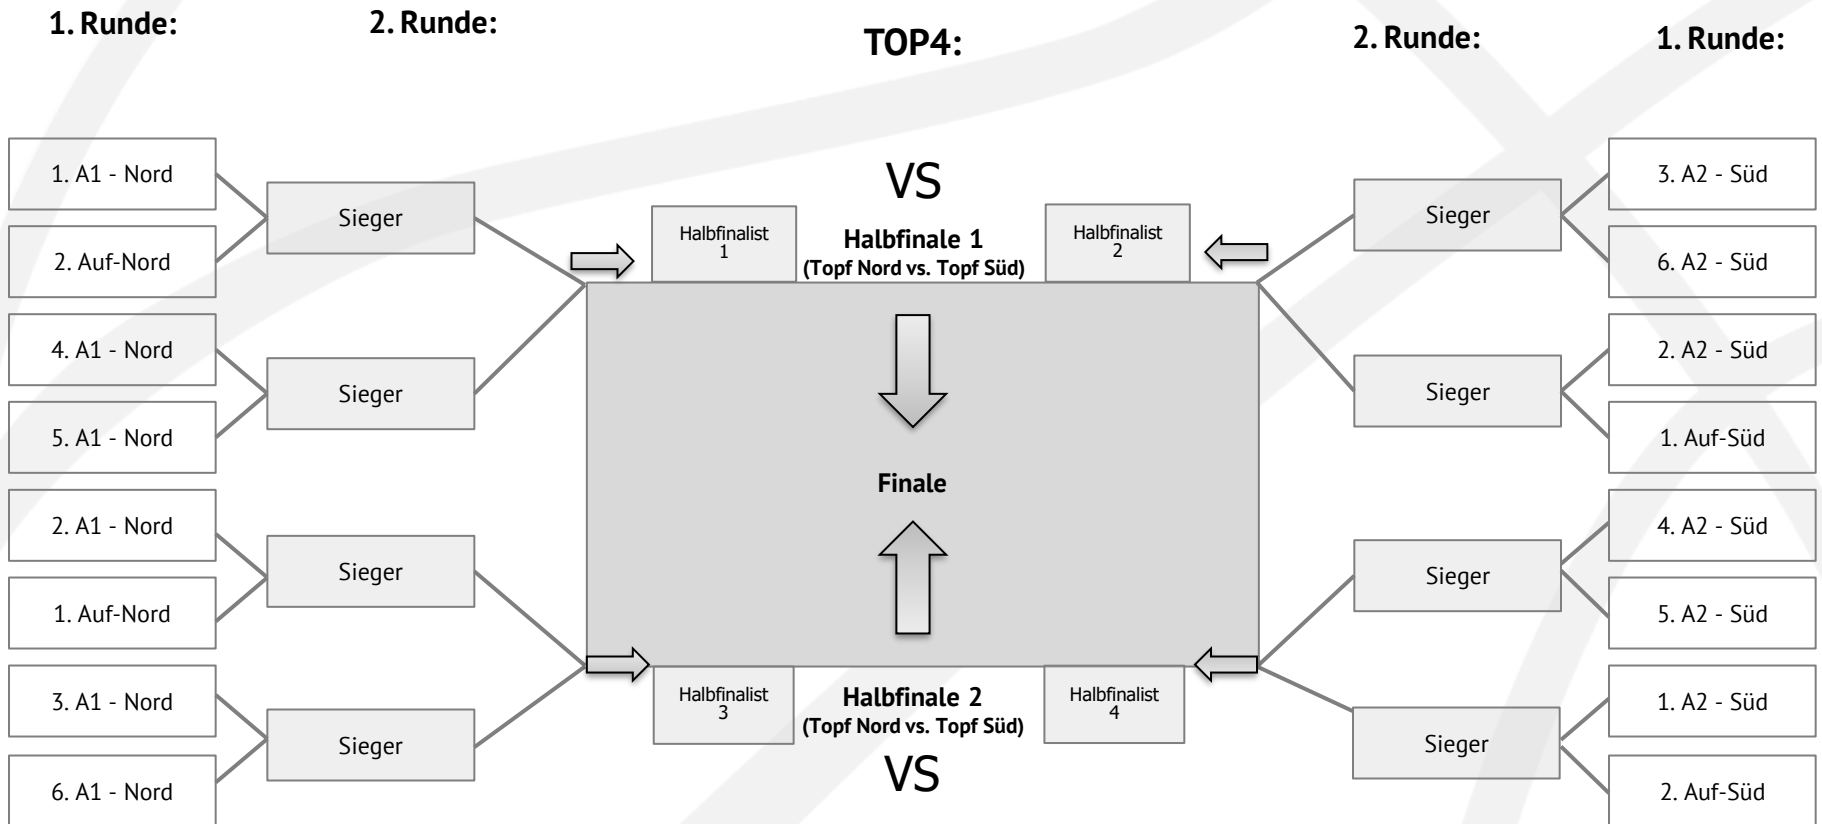 1. Runde:
2. Runde:
TOP4:
2. Runde:
1. Runde:
1. A1 - Nord
2. Auf-Nord
4. A1 - Nord
5. A1 - Nord
2. A1 - Nord
1. Auf-Nord
3. A1 - Nord
6. A1 - Nord
Sieger
Sieger
Sieger
Sieger
VS
Halbfinalist
1
Halbfinale 1
(Topf Nord vs. Topf Süd)
Halbfinalist
2
Finale
Halbfinalist
3
Halbfinale 2
(Topf Nord vs. Topf Süd)
Halbfinalist
4
VS
Sieger
Sieger
Sieger
Sieger
3. A2 - Süd
6. A2 - Süd
2. A2 - Süd
1. Auf-Süd
4. A2 - Süd
5. A2 - Süd
1. A2 - Süd
2. Auf-Süd